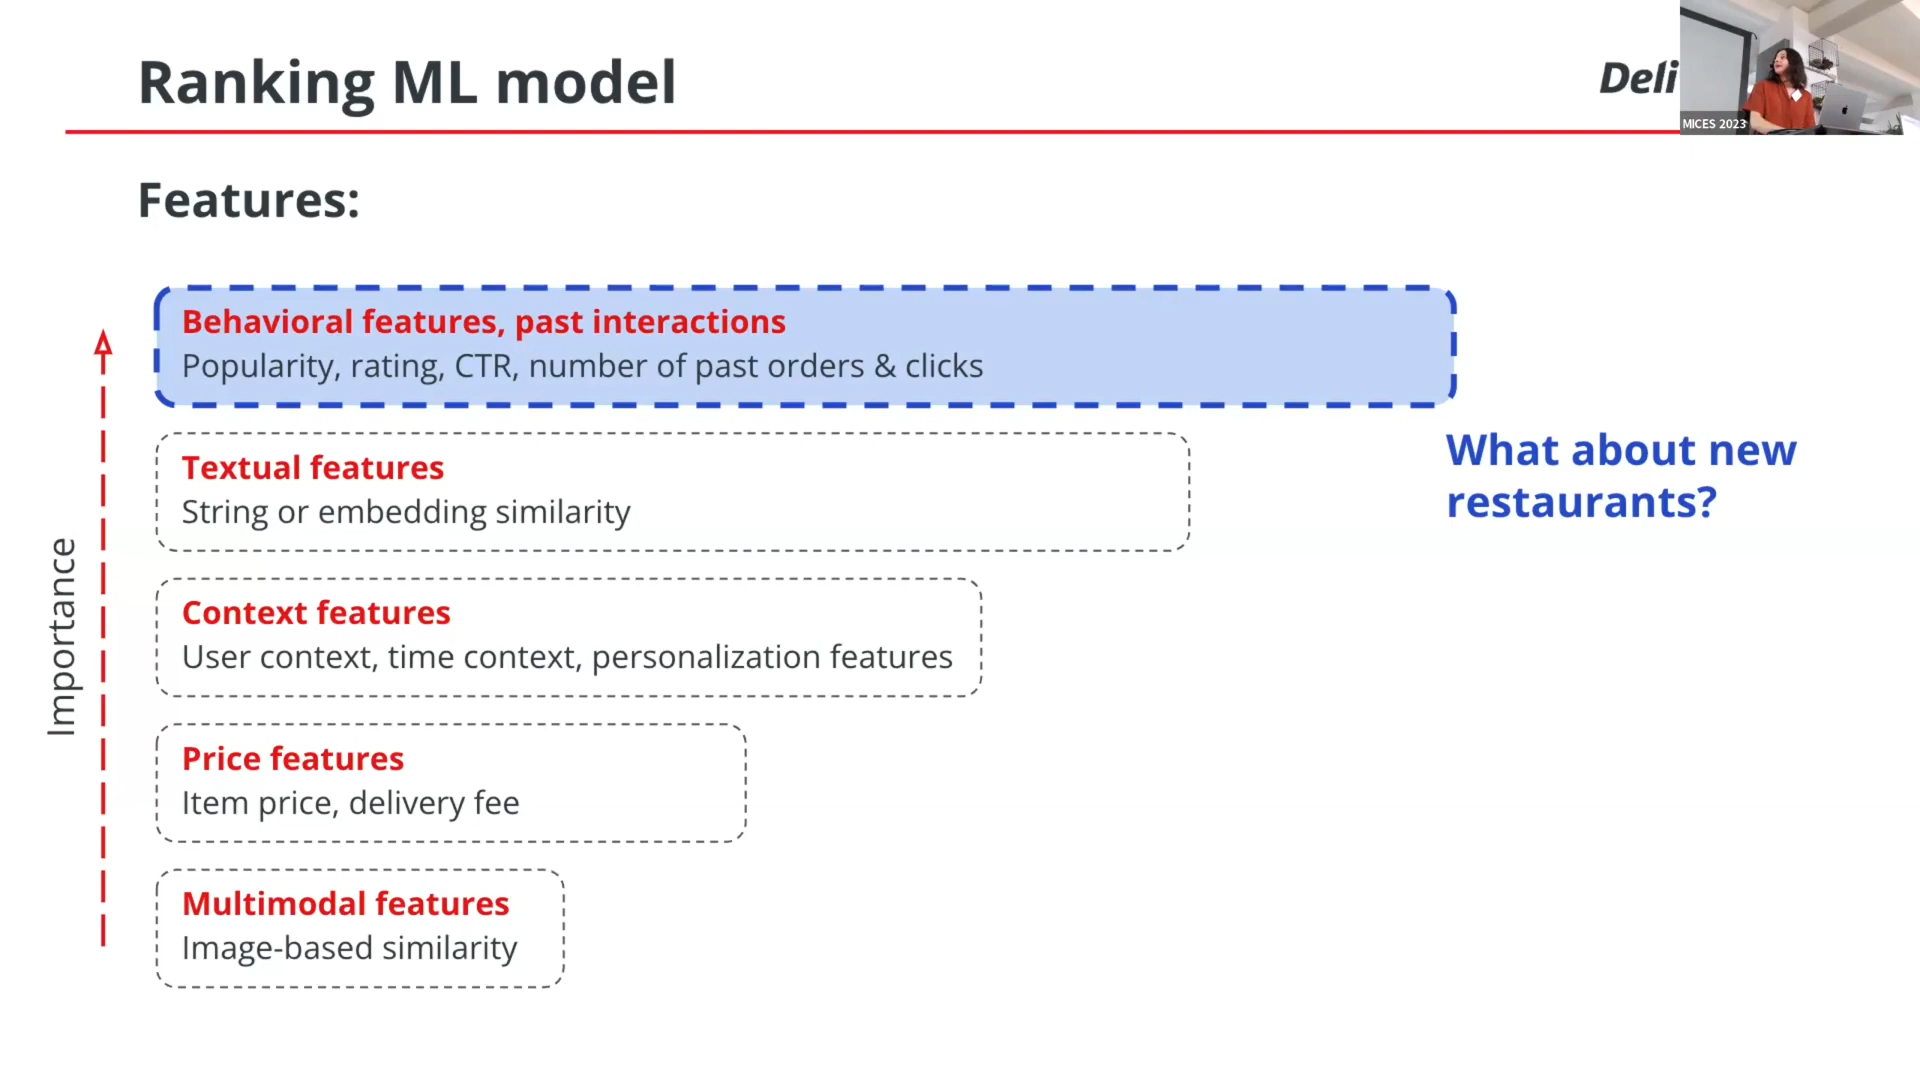 Ranking ML model
Deli
MICES 2023
Features:
Behavioral features, past interactions
Popularity, rating, CTR, number of past orders & clicks
What about new
restaurants?
Textual features
String or embedding similarity
Context features
User context, time context, personalization features
Price features
Item price, delivery fee
Multimodal features
Image-based similarity
Importance